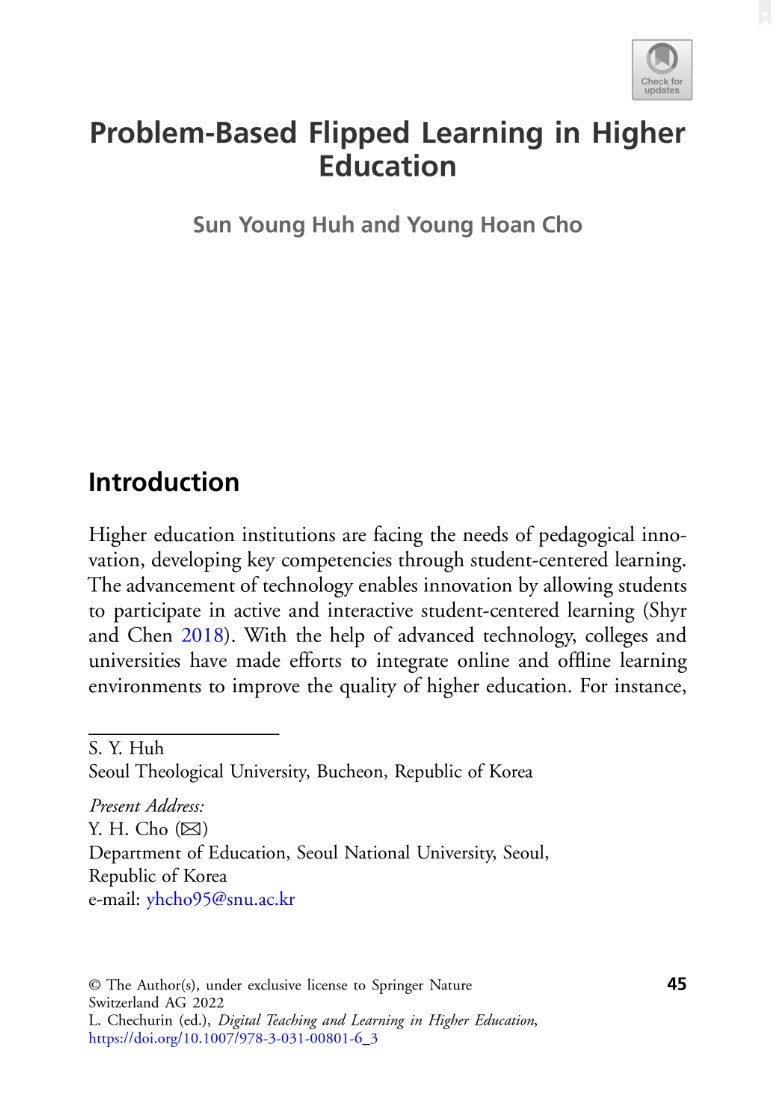 Check for
updates
Problem-Based Flipped Learning in Higher
Education
Sun Young Huh and Young Hoan Cho
Introduction
Higher education institutions are facing the needs of pedagogical inno-
vation, developing key competencies through student-centered learning.
The advancement of technology enables innovation by allowing students
to participate in active and interactive student-centered learning (Shyr
and Chen 2018). With the help of advanced technology, colleges and
universities have made efforts to integrate online and offline learning
environments to improve the quality of higher education. For instance,
S. Y. Huh
Seoul Theological University, Bucheon, Republic of Korea
Present Address:
Y. H. Cho (✉)
Department of Education, Seoul National University, Seoul,
Republic of Korea
e-mail: yhcho95@snu.ac.kr
© The Author(s), under exclusive license to Springer Nature
Switzerland AG 2022
L. Chechurin (ed.), Digital Teaching and Learning in Higher Education,
https://doi.org/10.1007/978-3-031-00801-6_3
45